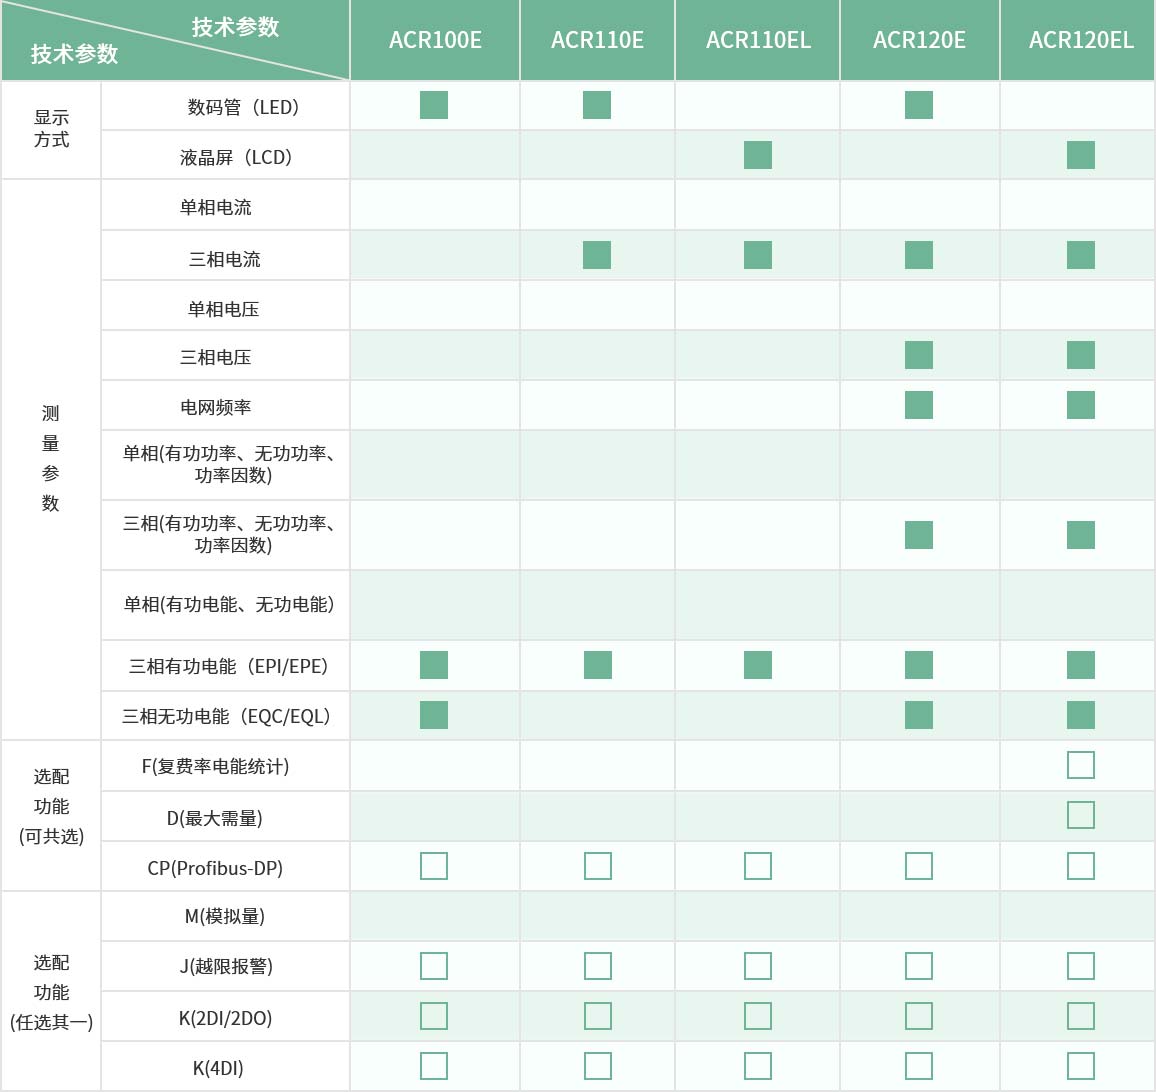 技术参数
技术参数
ACR100E
ACR110E
ACR110EL
ACR120E
ACR120EL
显示
方式
数码管（LED）
液晶屏（LCD）
测
量
参
数
单相电流
三相电流
单相电压
三相电压
电网频率
单相(有功功率、无功功率、
功率因数)
三相(有功功率、无功功率、
功率因数)
单相(有功电能、无功电能）
三相有功电能（EPI/EPE）
三相无功电能（EQC/EQL）
选配
功能
(可共选)
F(复费率电能统计)
D(最大需量)
CP(Profibus-DP)
选配
功能
(任选其一)
M(模拟量)
J(越限报警)
K(2DI/2DO)
K(4DI)